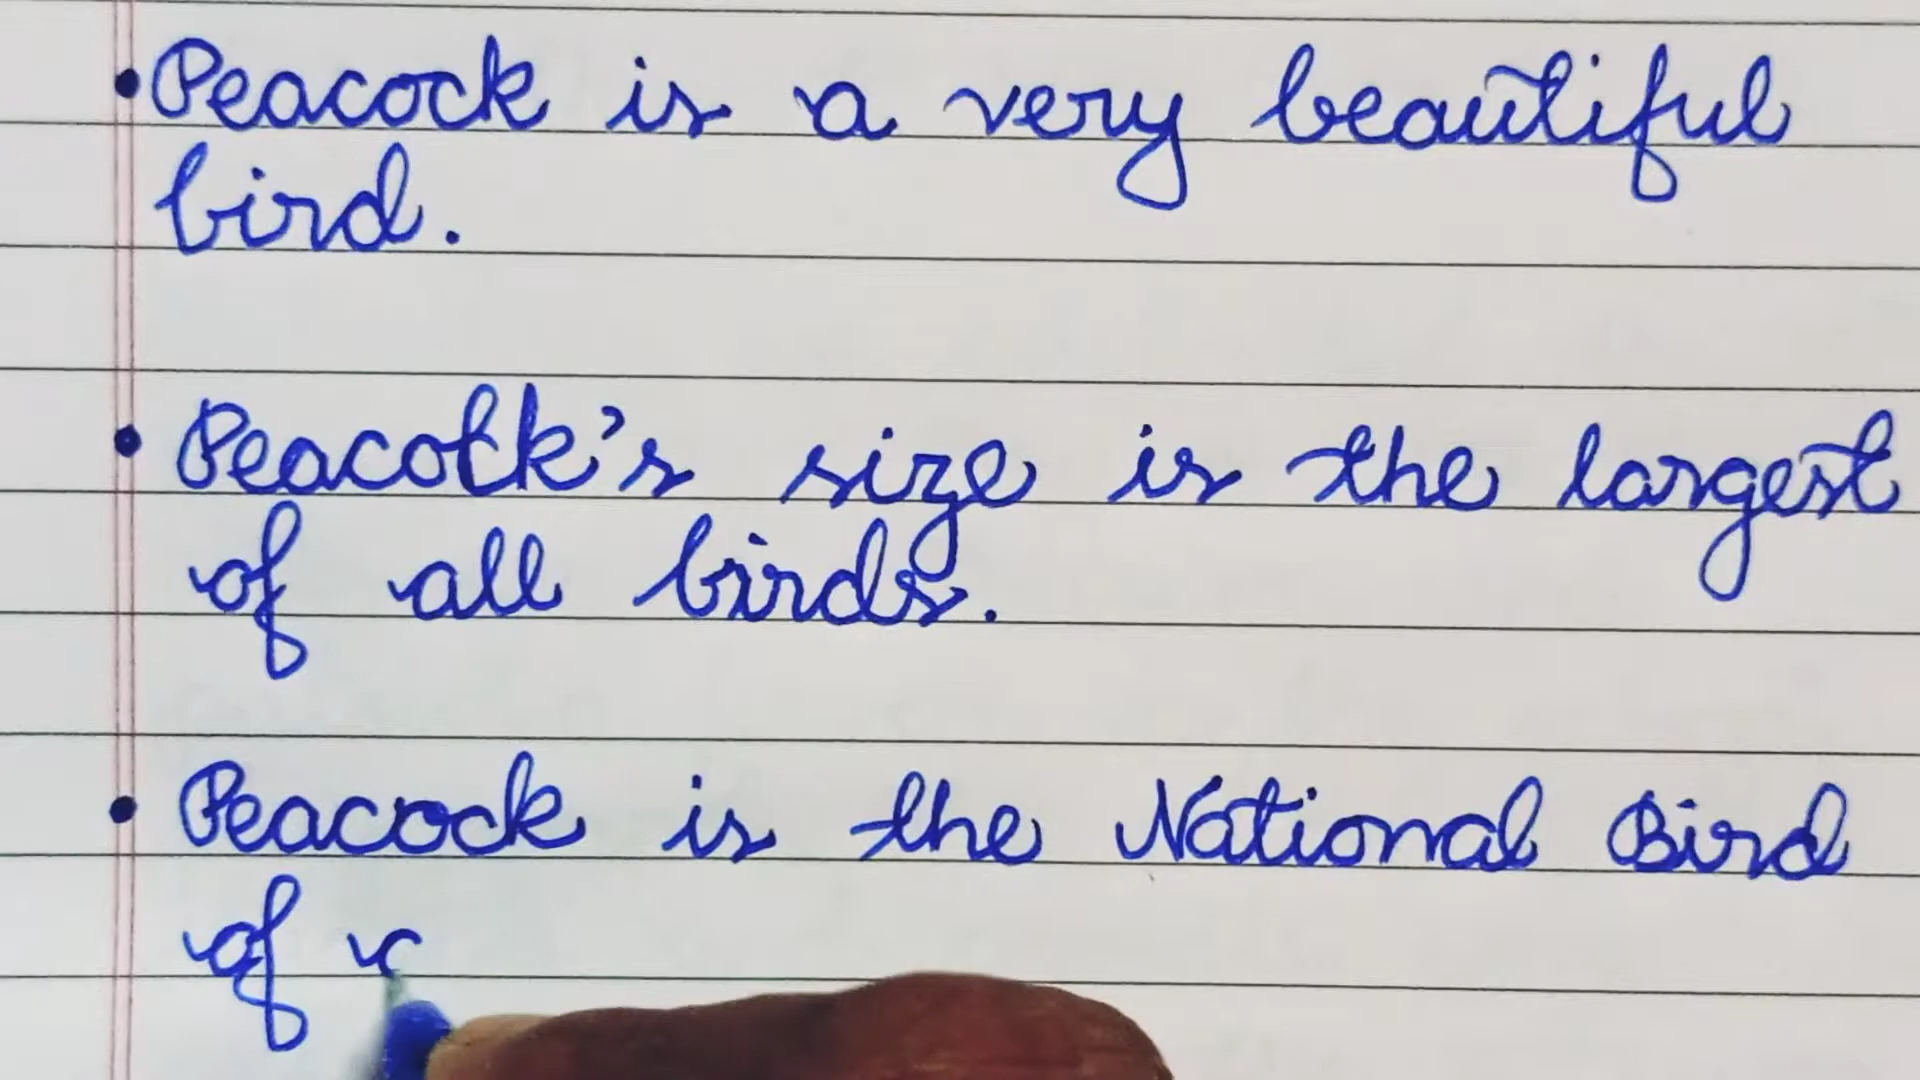 • Peacock is a very beautiful
bird.
• Peacock's size is the largest
of all birds.
• Peacock is the National Bird
of